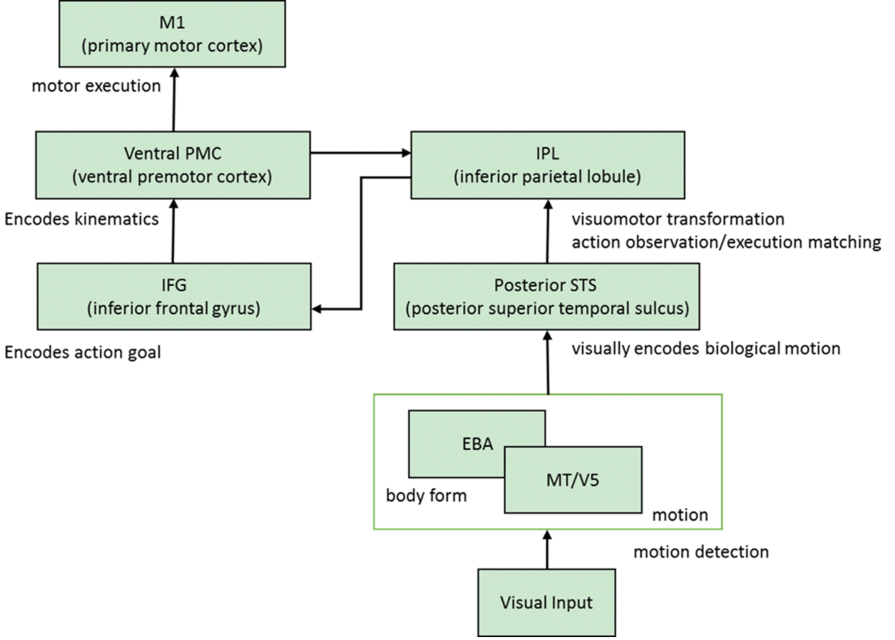 M1
(primary motor cortex)
motor execution
Ventral PMC
(ventral premotor cortex)
IPL
(inferior parietal lobule)
Encodes kinematics
visuomotor transformation
action observation/execution matching
IFG
(inferior frontal gyrus)
Posterior STS
(posterior superior temporal sulcus)
Encodes action goal
visually encodes biological motion
EBA
MT/V5
body form
motion
motion detection
Visual Input